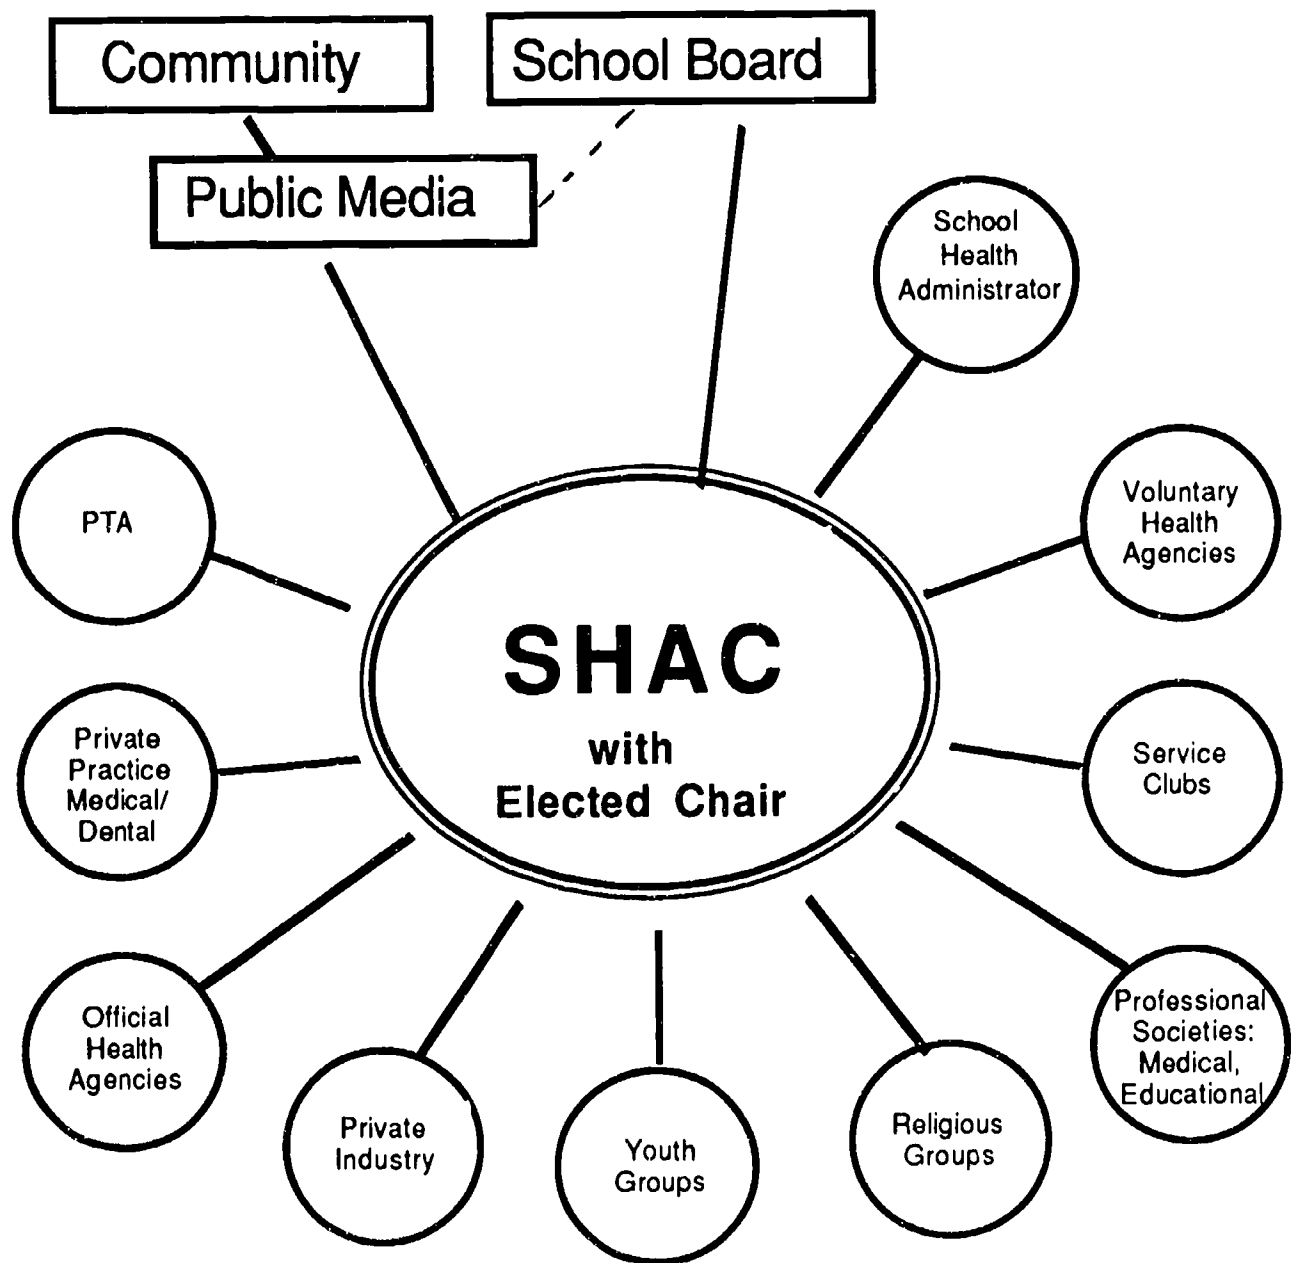 Community
School Board
Public Media
School
Health
Administrator
PTA
Voluntary
Health
Agencies
SHAC
with
Elected Chair
Private
Practice
Medical/
Dental
Service
Clubs
Official
Health
Agencies
Professional
Societies:
Medical,
Educational
Private
Industry
Youth
Groups
Religious
Groups